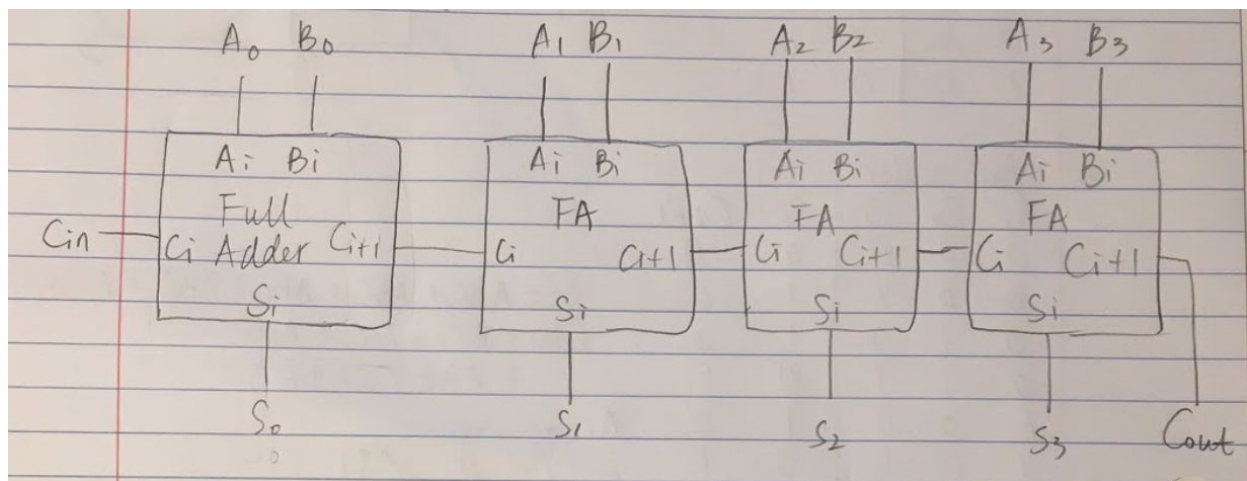 A₀ B₀ A₁ B₁ A₂ B₂ A₃ B₃
Ai Bi Ai Bi Ai Bi Ai Bi
Full FA FA FA
Cin Ci Adder Ci+1 Ci Ci+1 Ci Ci+1 Ci Ci+1
Si Si Si Si
S₀ S₁ S₂ S₃ Cout